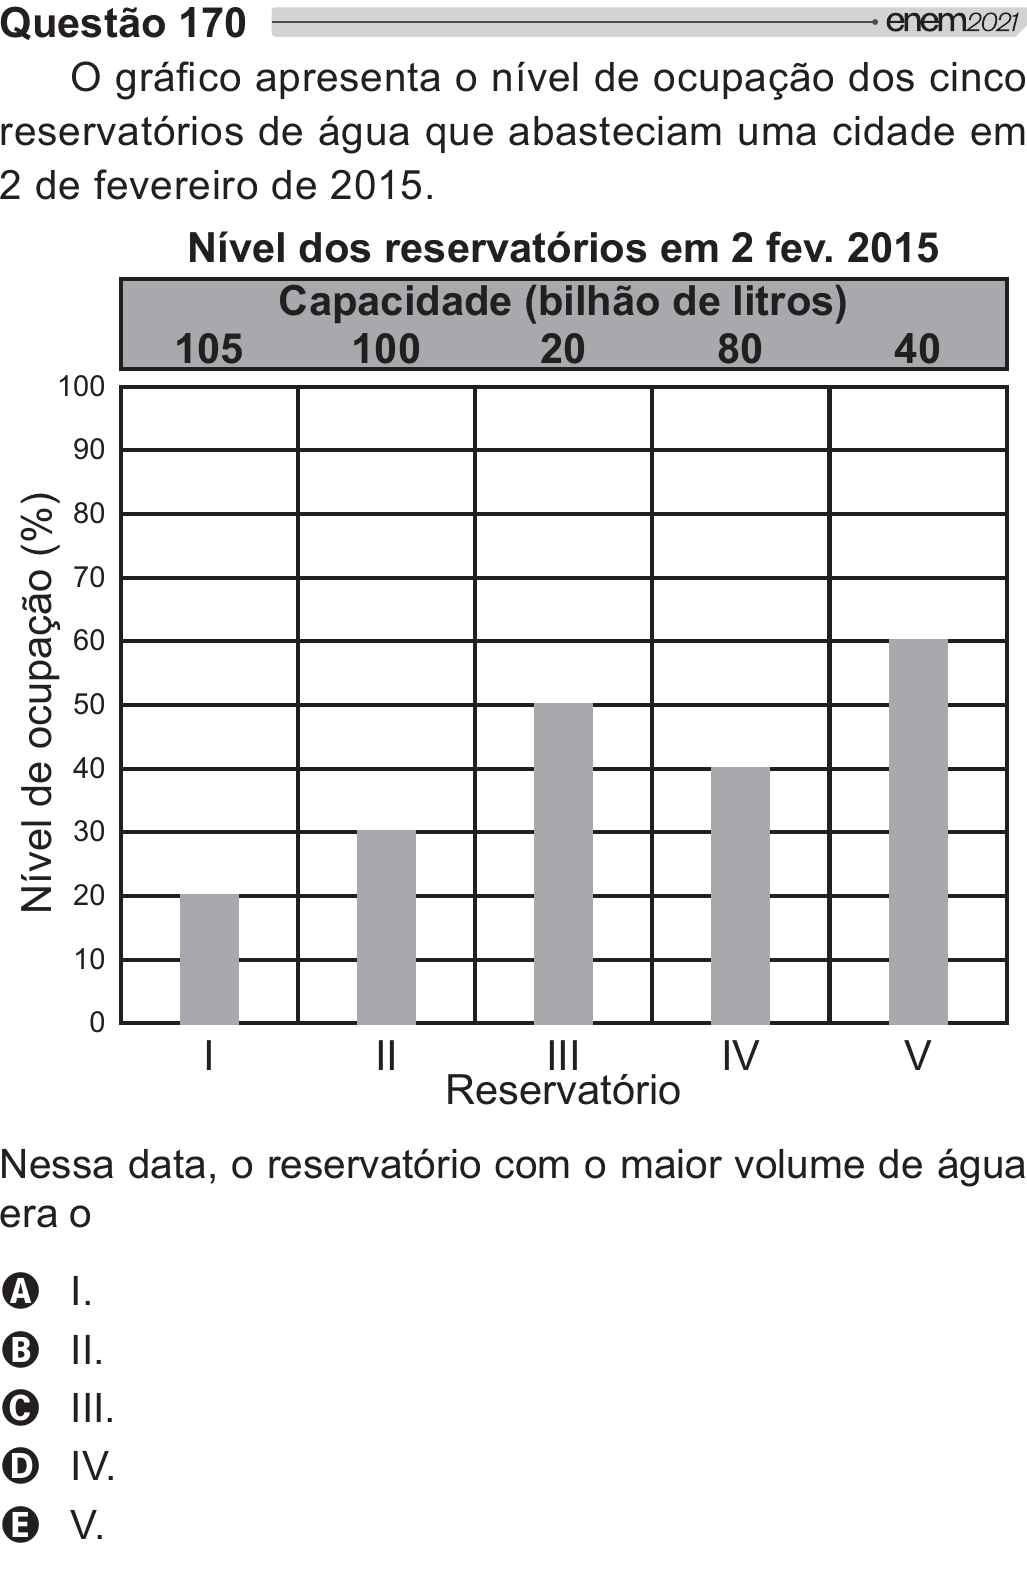 Questão 170
enem2021
O gráfico apresenta o nível de ocupação dos cinco
reservatórios de água que abasteciam uma cidade em
2 de fevereiro de 2015.
Nível dos reservatórios em 2 fev. 2015
Capacidade (bilhão de litros)
105 100 20 80 40
Nível de ocupação (%)
100
90
80
70
60
50
40
30
20
10
0
I II III IV V
Reservatório
Nessa data, o reservatório com o maior volume de água
era o
A I.
B II.
C III.
D IV.
E V.